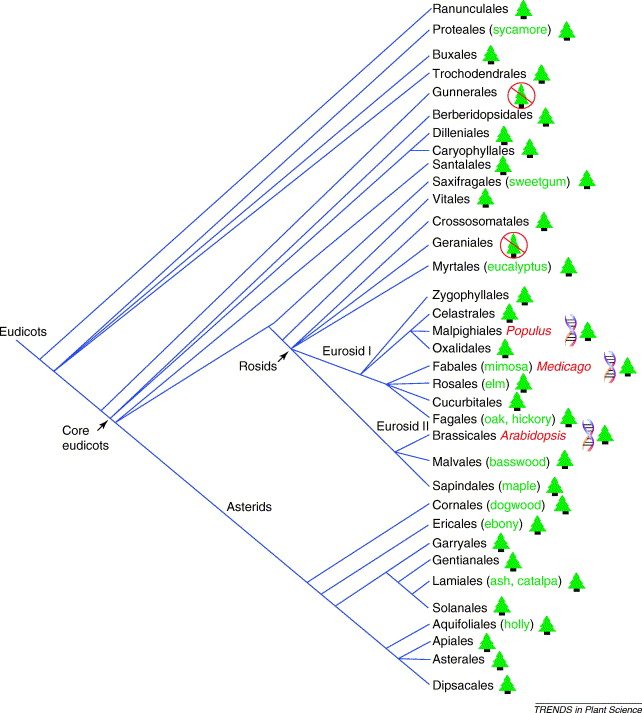 Ranunculales
Proteales (sycamore)
Buxales
Trochodendrales
Gunnerales
Berberidopsidales
Dilleniales
Caryophyllales
Santalales
Saxifragales (sweetgum)
Vitales
Crossosomatales
Geraniales
Myrtales (eucalyptus)
Zygophyllales
Celastrales
Malpighiales Populus
Oxalidales
Fabales (mimosa) Medicago
Rosales (elm)
Cucurbitales
Fagales (oak, hickory)
Brassicales Arabidopsis
Malvales (basswood)
Sapindales (maple)
Cornales (dogwood)
Ericales (ebony)
Garryales
Gentianales
Lamiales (ash, catalpa)
Solanales
Aquifoliales (holly)
Apiales
Asterales
Dipsacales
Eudicots
Core
eudicots
Rosids
Eurosid I
Eurosid II
Asterids
TRENDS in Plant Science